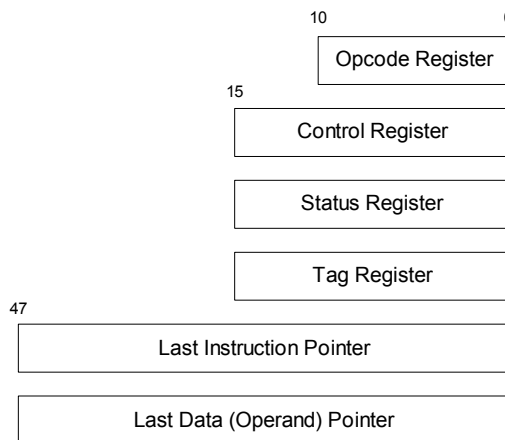 10
Opcode Register
15
Control Register
Status Register
Tag Register
47
Last Instruction Pointer
Last Data (Operand) Pointer